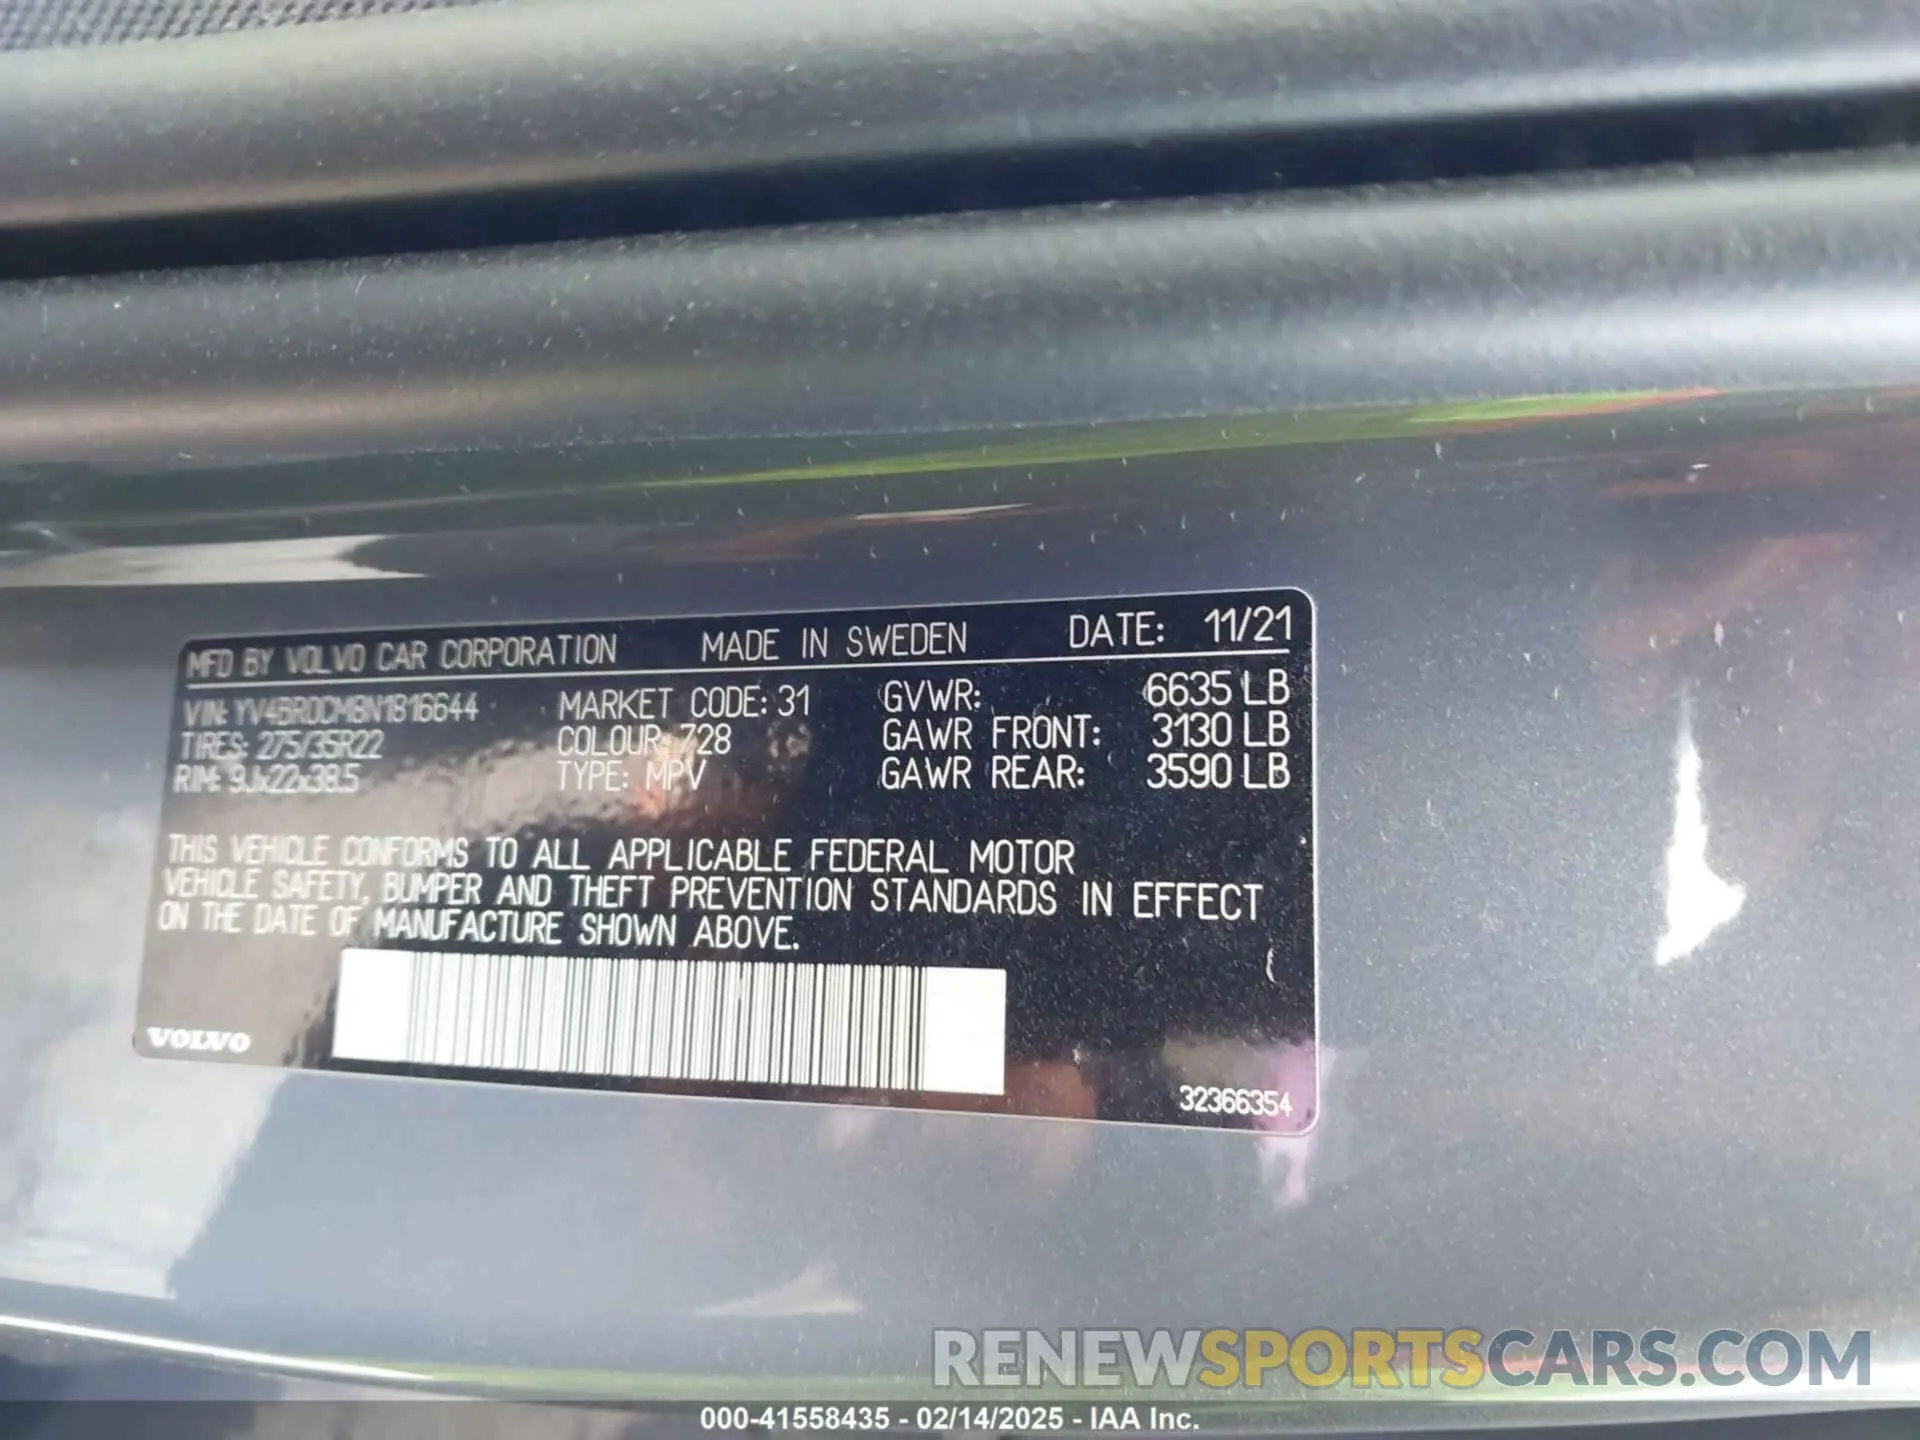 MFD BY VOLVO CAR CORPORATION MADE IN SWEDEN DATE: 11/21
VIN: YV4BR0CM8N1816644 MARKET CODE: 31 GVWR: 6635 LB
TIRES: 275/35R22 COLOUR: 728 GAWR FRONT: 3130 LB
RIM: 9Jx22x38.5 TYPE: MPV GAWR REAR: 3590 LB
THIS VEHICLE CONFORMS TO ALL APPLICABLE FEDERAL MOTOR
VEHICLE SAFETY, BUMPER AND THEFT PREVENTION STANDARDS IN EFFECT
ON THE DATE OF MANUFACTURE SHOWN ABOVE.
VOLVO
32366354
RENEWSPORTSCARS.COM
000-41558435 - 02/14/2025 - IAA Inc.